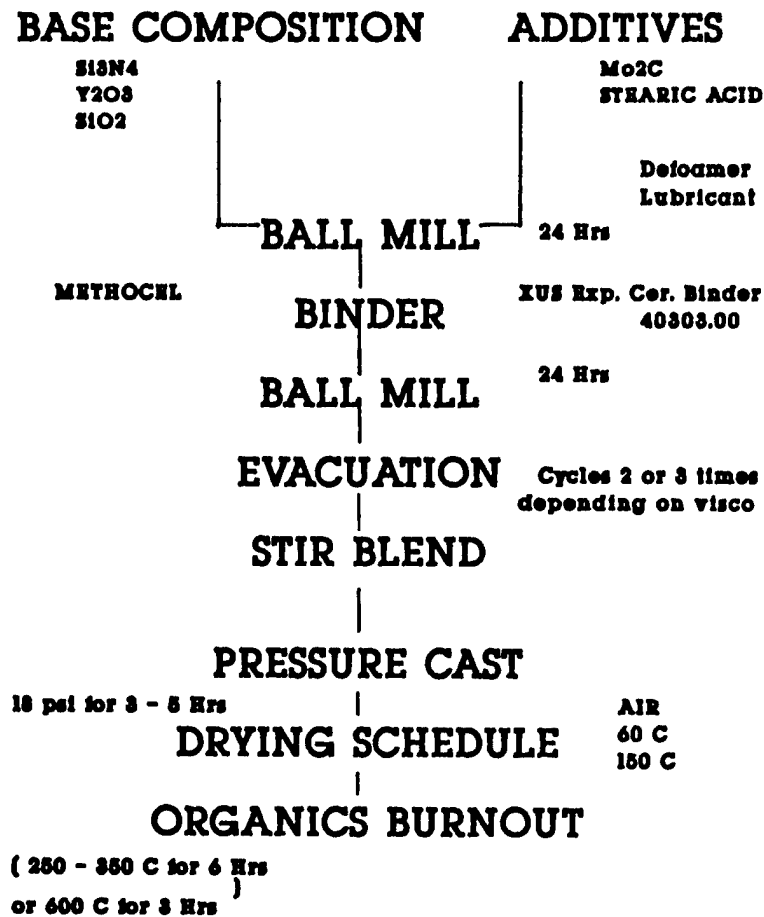 BASE COMPOSITION ADDITIVES
Si3N4
Y2O3
SiO2
Mo2C
STEARIC ACID
Defoamer
Lubricant
BALL MILL 24 Hrs
METHOCEL
BINDER
XUS Exp. Cer. Binder
40303.00
BALL MILL 24 Hrs
EVACUATION
Cycles 2 or 3 times
depending on visco
STIR BLEND
PRESSURE CAST
18 psi for 3 - 5 Hrs
DRYING SCHEDULE
AIR
60 C
150 C
ORGANICS BURNOUT
( 250 - 350 C for 6 Hrs
)
or 600 C for 3 Hrs